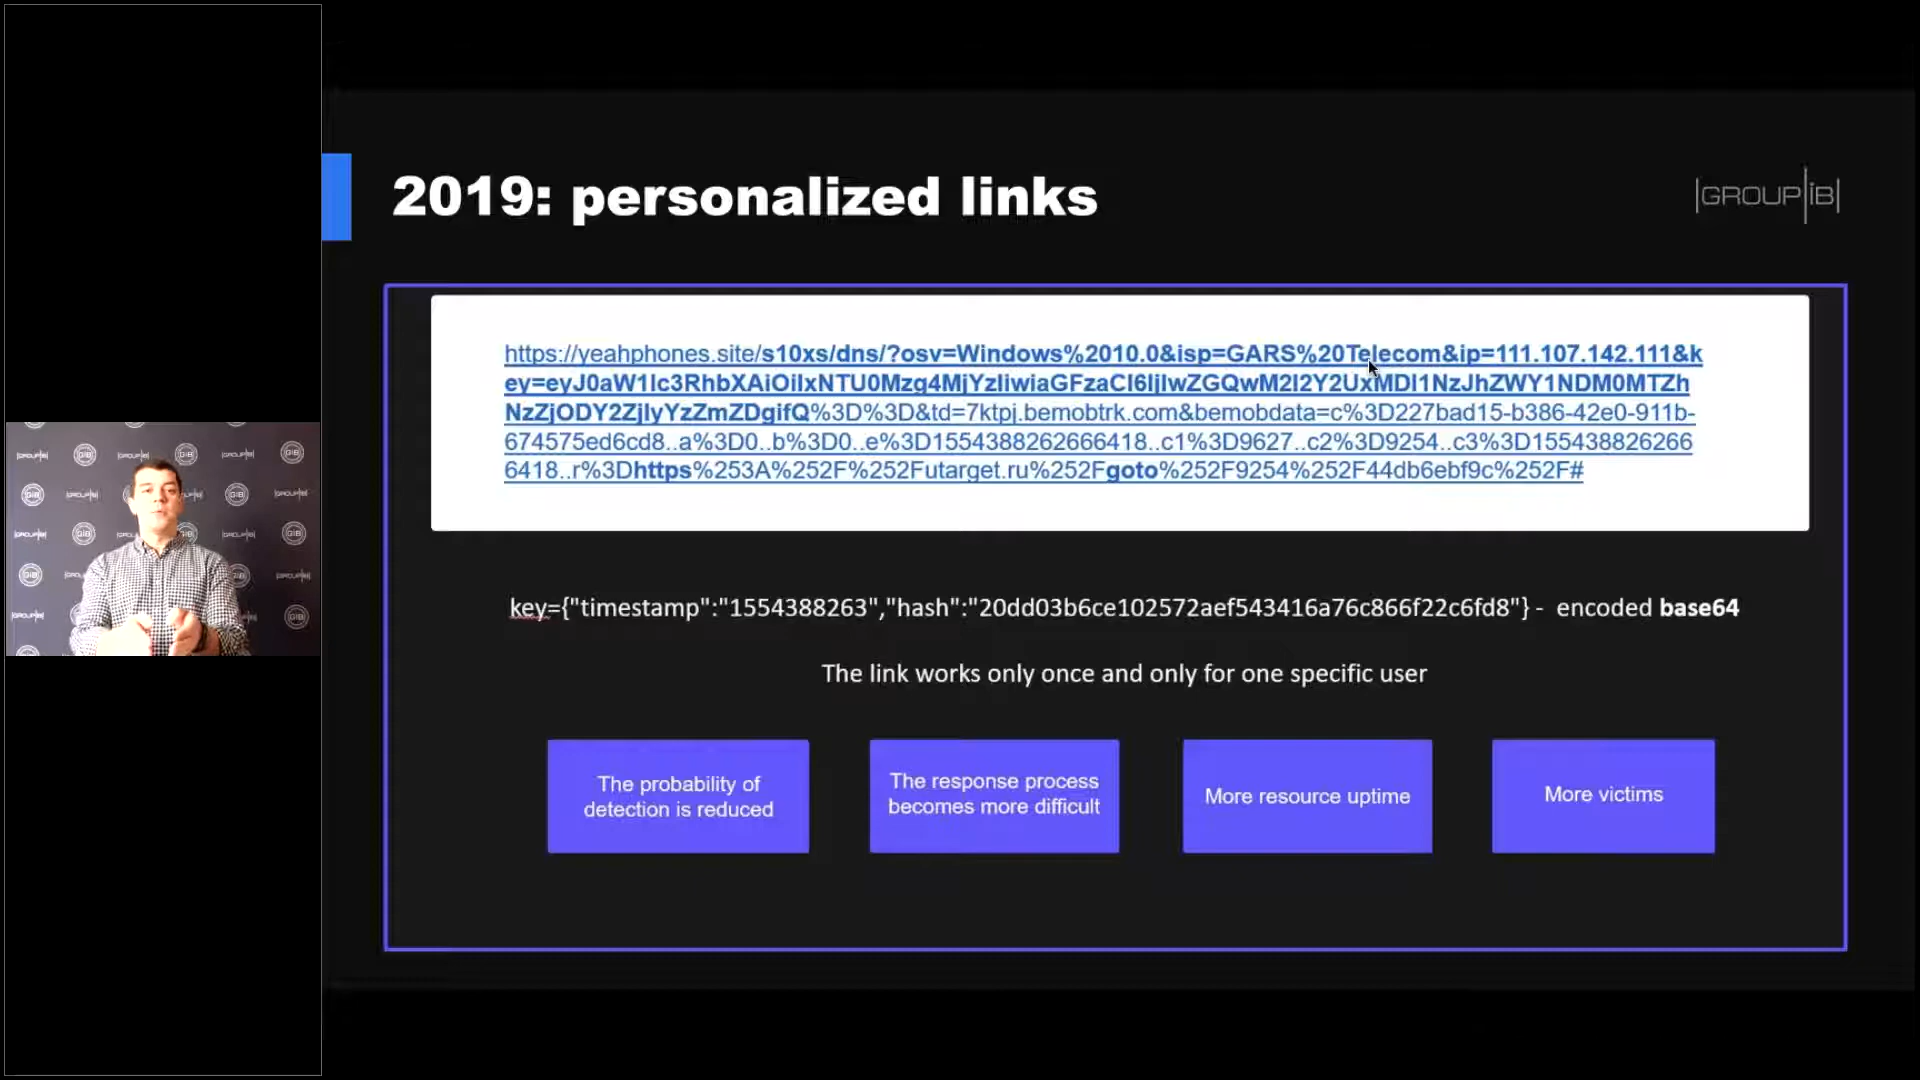 2019: personalized links
|GROUP|iB|
https://yeahphones.site/s10xs/dns/?osv=Windows%2010.0&isp=GARS%20Telecom&ip=111.107.142.111&k
ey=eyJ0aW1lc3RhbXAiOiIxNTU0Mzg4MjYzIiwiaGFzaCI6IjIwZGQwM2I2Y2UxMDI1NzJhZWY1NDM0MTZh
NzZjODY2ZjIyYzZmZDgifQ%3D%3D&td=7ktpj.bemobtrk.com&bemobdata=c%3D227bad15-b386-42e0-911b-
674575ed6cd8..a%3D0..b%3D0..e%3D1554388262666418..c1%3D9627..c2%3D9254..c3%3D155438826266
6418..r%3Dhttps%253A%252F%252Futarget.ru%252Fgoto%252F9254%252F44db6ebf9c%252F#
key={"timestamp":"1554388263","hash":"20dd03b6ce102572aef543416a76c866f22c6fd8"} - encoded base64
The link works only once and only for one specific user
The probability of
detection is reduced
The response process
becomes more difficult
More resource uptime
More victims